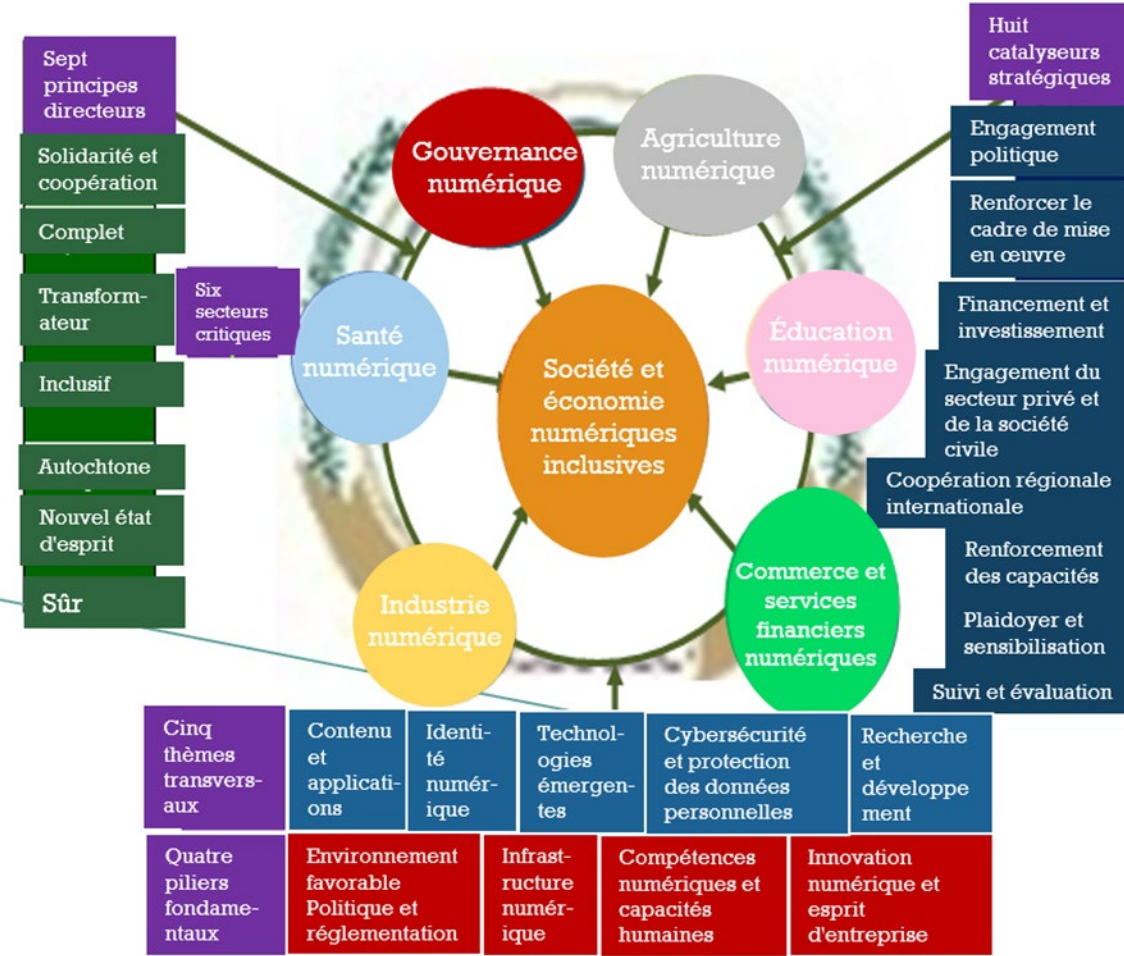 Sept
principes
directeurs
Solidarité et
coopération
Complet
Transform-
ateur
Inclusif
Autochtone
Nouvel état
d'esprit
Sûr
Six
secteurs
critiques
Gouvernance
numérique
Agriculture
numérique
Santé
numérique
Éducation
numérique
Société et
économie
numériques
inclusives
Industrie
numérique
Commerce et
services
financiers
numériques
Huit
catalyseurs
stratégiques
Engagement
politique
Renforcer le
cadre de mise
en œuvre
Financement et
investissement
Engagement du
secteur privé et
de la société
civile
Coopération régionale
internationale
Renforcement
des capacités
Plaidoyer et
sensibilisation
Suivi et évaluation
Cinq
thèmes
transvers-
aux
Contenu
et
applicati-
ons
Identi-
té
numér-
ique
Technol-
ogies
émergen-
tes
Cybersécurité
et protection
des données
personnelles
Recherche
et
développe
ment
Quatre
piliers
fondame-
ntaux
Environnement
favorable
Politique et
réglementation
Infrast-
ructure
numér-
ique
Compétences
numériques et
capacités
humaines
Innovation
numérique et
esprit
d'entreprise